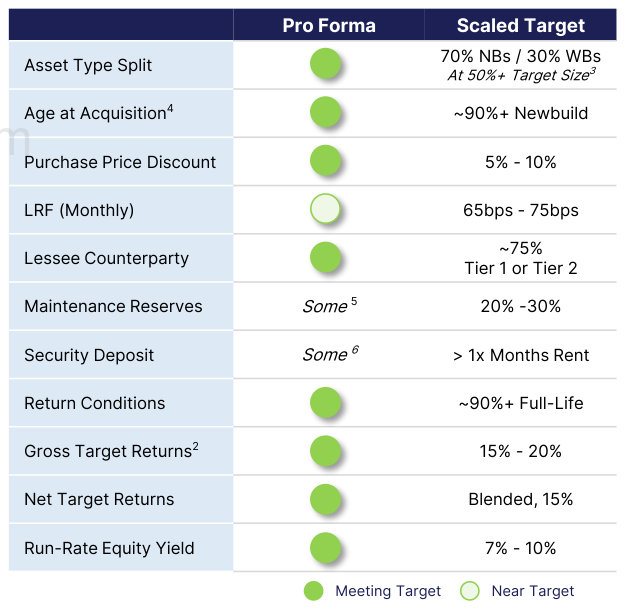 Pro Forma Scaled Target
Asset Type Split 70% NBs / 30% WBs
At 50%+ Target Size3
Age at Acquisition4 ~90%+ Newbuild
m
Purchase Price Discount 5% - 10%
LRF (Monthly) 65bps - 75bps
Lessee Counterparty ~75%
Tier 1 or Tier 2
Maintenance Reserves Some 5 20% -30%
Security Deposit Some 6 > 1x Months Rent
Return Conditions ~90%+ Full-Life
Gross Target Returns2 15% - 20%
Net Target Returns Blended, 15%
Run-Rate Equity Yield 7% - 10%
Meeting Target Near Target